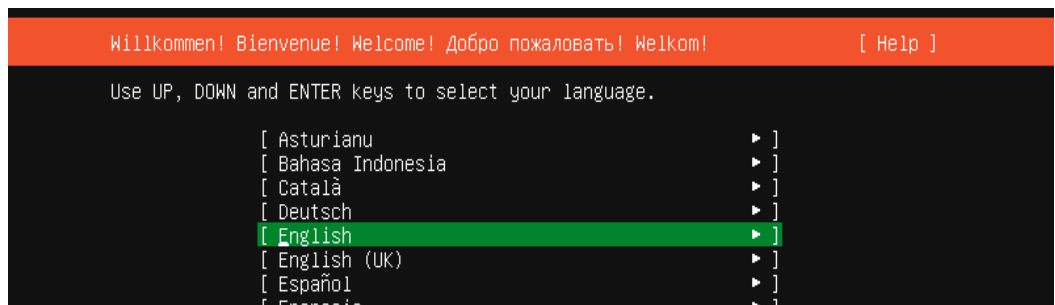 Willkommen! Bienvenue! Welcome! Добро пожаловать! Welkom! [ Help ]
Use UP, DOWN and ENTER keys to select your language.
[ Asturianu ▸ ]
[ Bahasa Indonesia ▸ ]
[ Català ▸ ]
[ Deutsch ▸ ]
[ English ▸ ]
[ English (UK) ▸ ]
[ Español ▸ ]